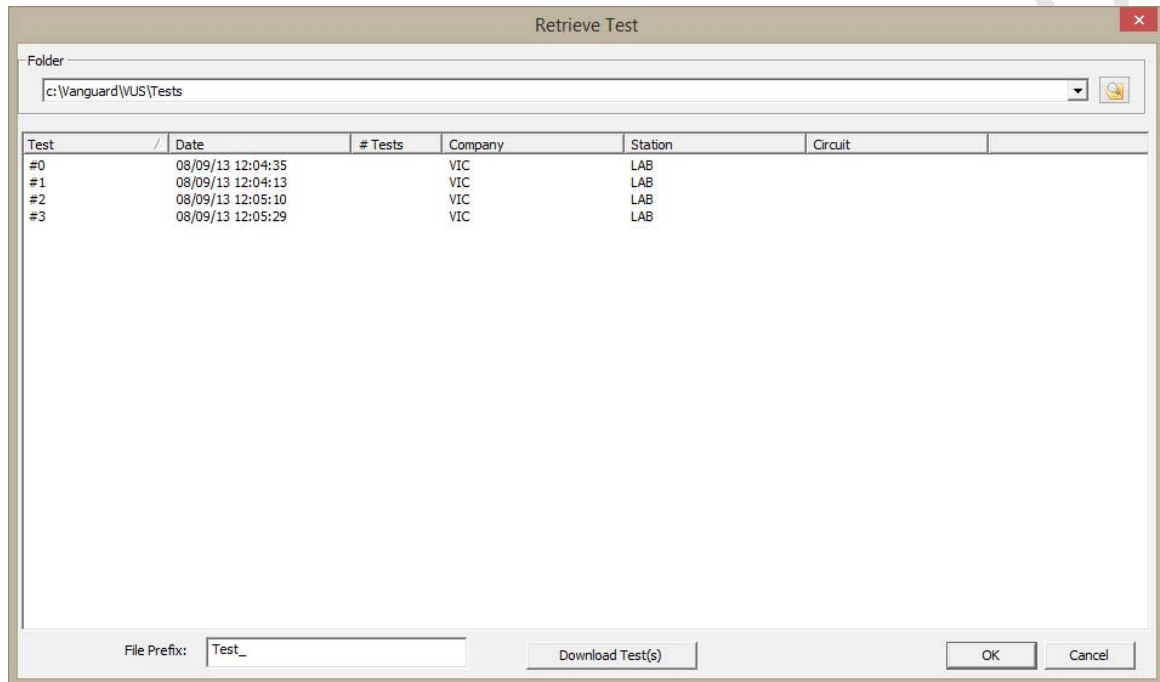 Retrieve Test
Folder
c:\Vanguard\VUS\Tests
Test / Date # Tests Company Station Circuit
#0 08/09/13 12:04:35 VIC LAB
#1 08/09/13 12:04:13 VIC LAB
#2 08/09/13 12:05:10 VIC LAB
#3 08/09/13 12:05:29 VIC LAB
File Prefix: Test_ Download Test(s) OK Cancel